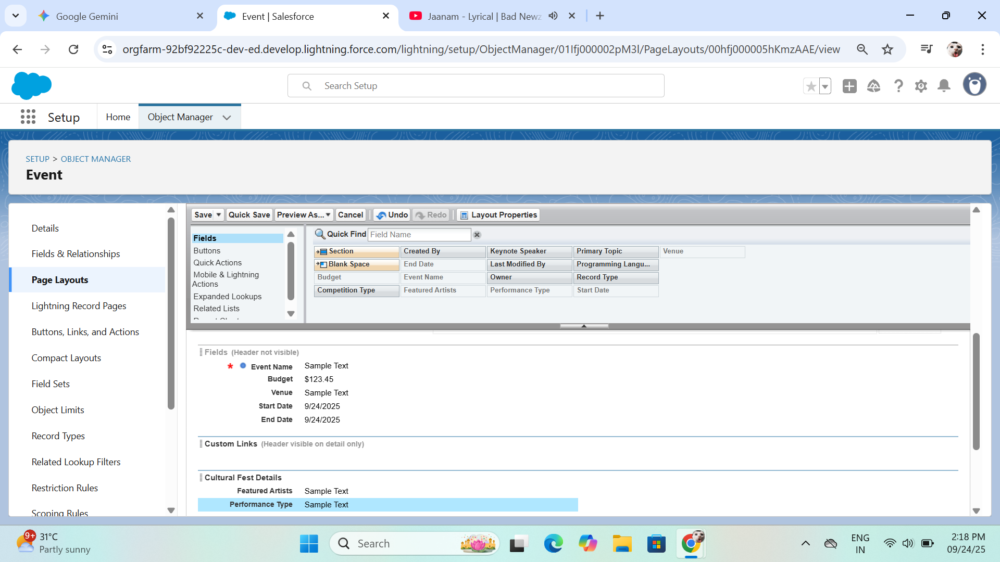 Google Gemini
Event | Salesforce
Jaanam - Lyrical | Bad Newz
orgfarm-92bf92225c-dev-ed.develop.lightning.force.com/lightning/setup/ObjectManager/01Ifj000002pM3l/PageLayouts/00hfj000005hKmzAAE/view
Search Setup
Setup
Home
Object Manager
SETUP > OBJECT MANAGER
Event
Details
Fields & Relationships
Page Layouts
Lightning Record Pages
Buttons, Links, and Actions
Compact Layouts
Field Sets
Object Limits
Record Types
Related Lookup Filters
Restriction Rules
Scoping Rules
Save Quick Save Preview As... Cancel Undo Redo Layout Properties
Fields
Buttons
Quick Actions
Mobile & Lightning
Actions
Expanded Lookups
Related Lists
Quick Find Field Name
Section Created By Keynote Speaker Primary Topic Venue
Blank Space End Date Last Modified By Programming Langu...
Budget Event Name Owner Record Type
Competition Type Featured Artists Performance Type Start Date
Fields (Header not visible)
* Event Name Sample Text
Budget $123.45
Venue Sample Text
Start Date 9/24/2025
End Date 9/24/2025
Custom Links (Header visible on detail only)
Cultural Fest Details
Featured Artists Sample Text
Performance Type Sample Text
9+
31°C
Partly sunny
Search
ENG
IN
2:18 PM
09/24/25